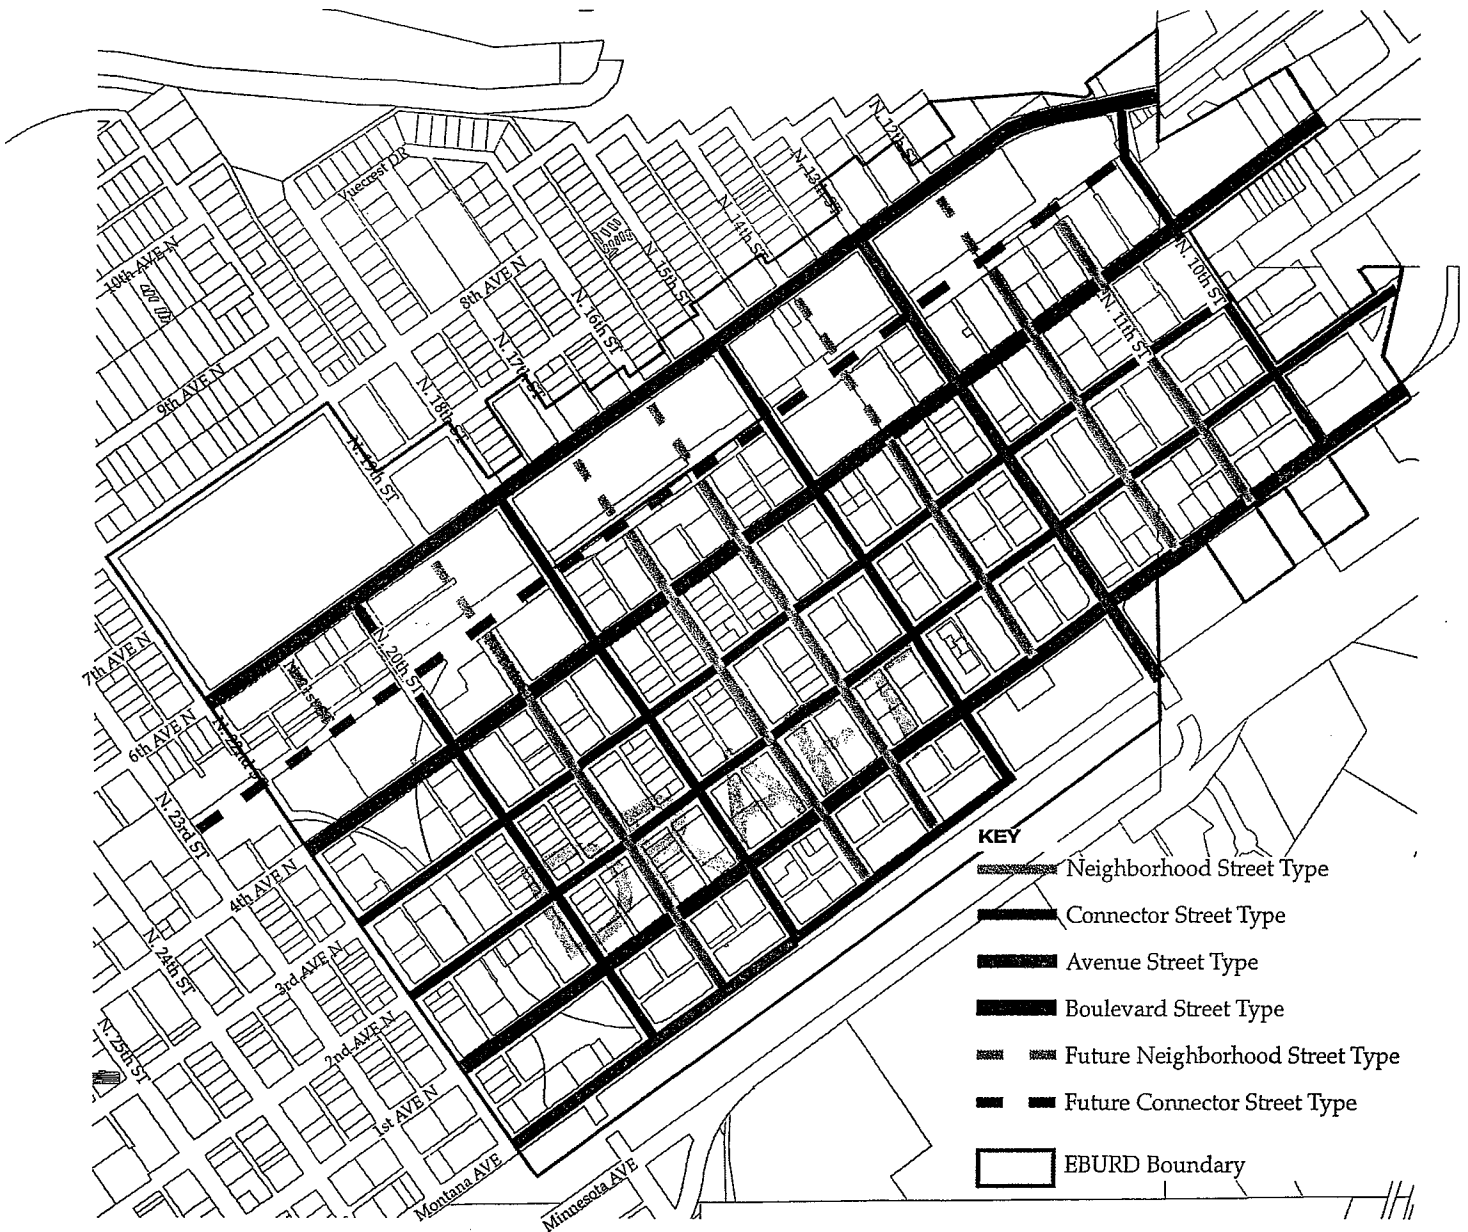 N. 12th ST
N. 13th ST
Vuecrest DR
N. 14th ST
10th AVE N
N. 15th ST
8th AVE N
N. 10th ST
N. 16th ST
N. 11th ST
9th AVE N
N. 17th ST
N. 18th ST
N. 19th ST
7th AVE N
N. 20th ST
6th AVE N
N. 23rd ST
4th AVE N
N. 24th ST
3rd AVE N
2nd AVE N
N. 25th ST
1st AVE N
Montana AVE
Minnesota AVE
KEY
Neighborhood Street Type
Connector Street Type
Avenue Street Type
Boulevard Street Type
Future Neighborhood Street Type
Future Connector Street Type
EBURD Boundary